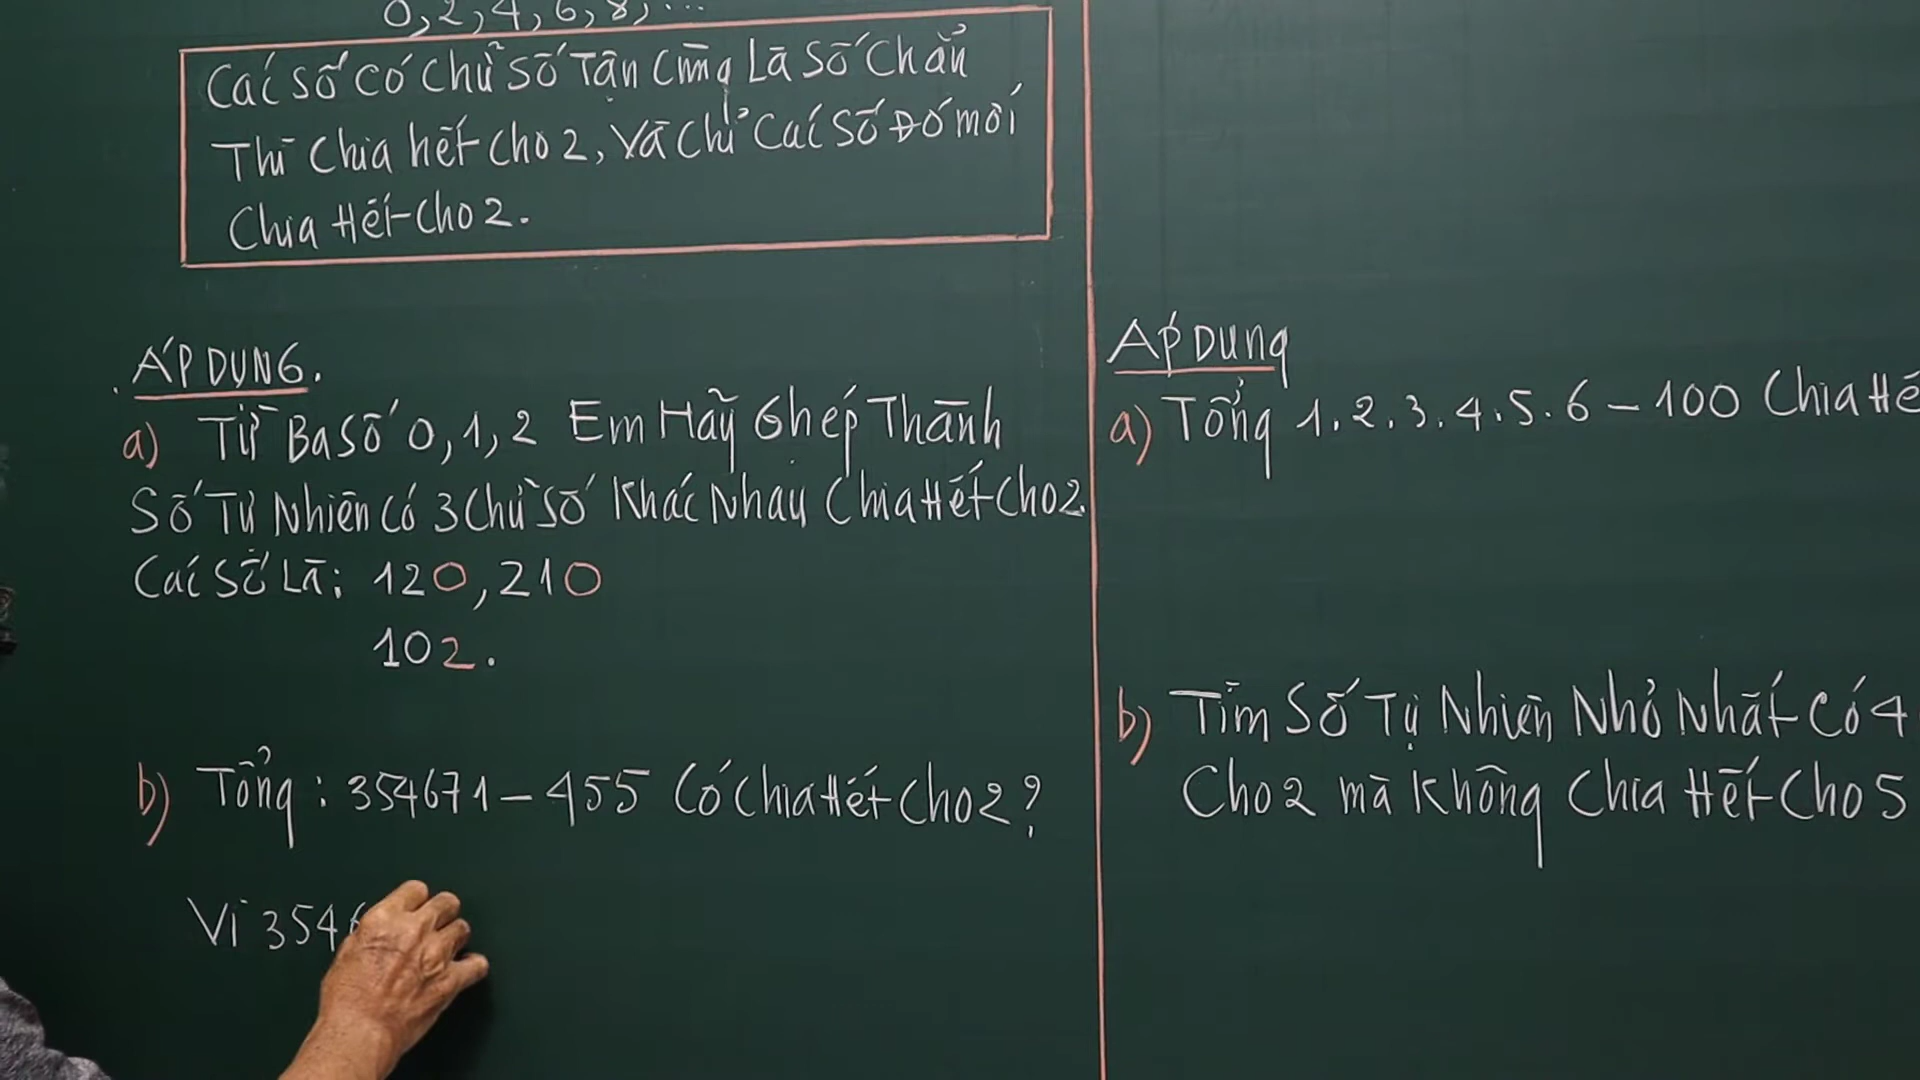 0, 2, 4, 6, 8, ...
Các số có chữ số tận cùng là số chẵn
Thì chia hết cho 2, và chỉ các số đó mới
chia hết cho 2.
ÁP DỤNG.
a) Từ Ba số 0, 1, 2 Em Hãy Ghép Thành
Số Tự Nhiên có 3 chữ số khác nhau chia hết cho 2.
Các số Là: 120, 210
102.
b) Tổng: 354671 - 455 có chia hết cho 2?
Vì 3546
Áp Dụng
a) Tổng 1.2.3.4.5.6 - 100 chia hế
b) Tìm Số Tự Nhiên Nhỏ Nhất có 4
cho 2 mà không chia hết cho 5